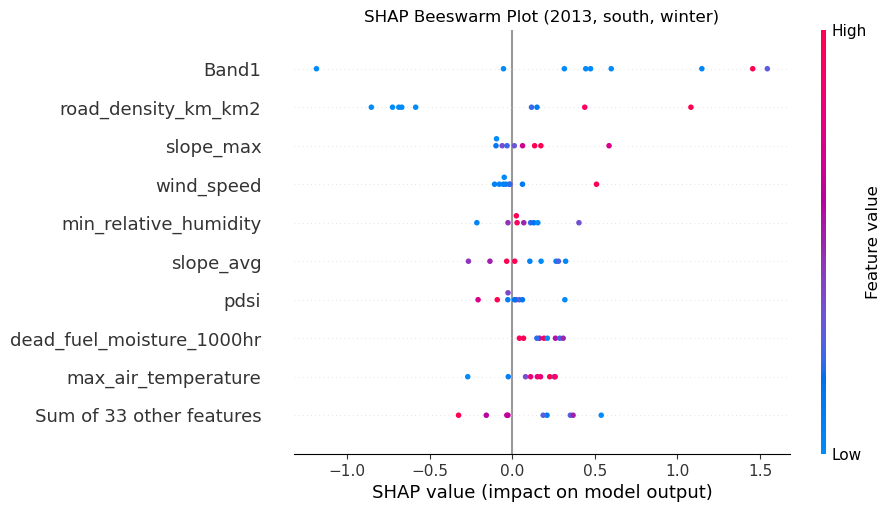 SHAP Beeswarm Plot (2013, south, winter)
High
Band1
road_density_km_km2
slope_max
wind_speed
min_relative_humidity
slope_avg
pdsi
dead_fuel_moisture_1000hr
max_air_temperature
Sum of 33 other features
Feature value
Low
−1.0 −0.5 0.0 0.5 1.0 1.5
SHAP value (impact on model output)